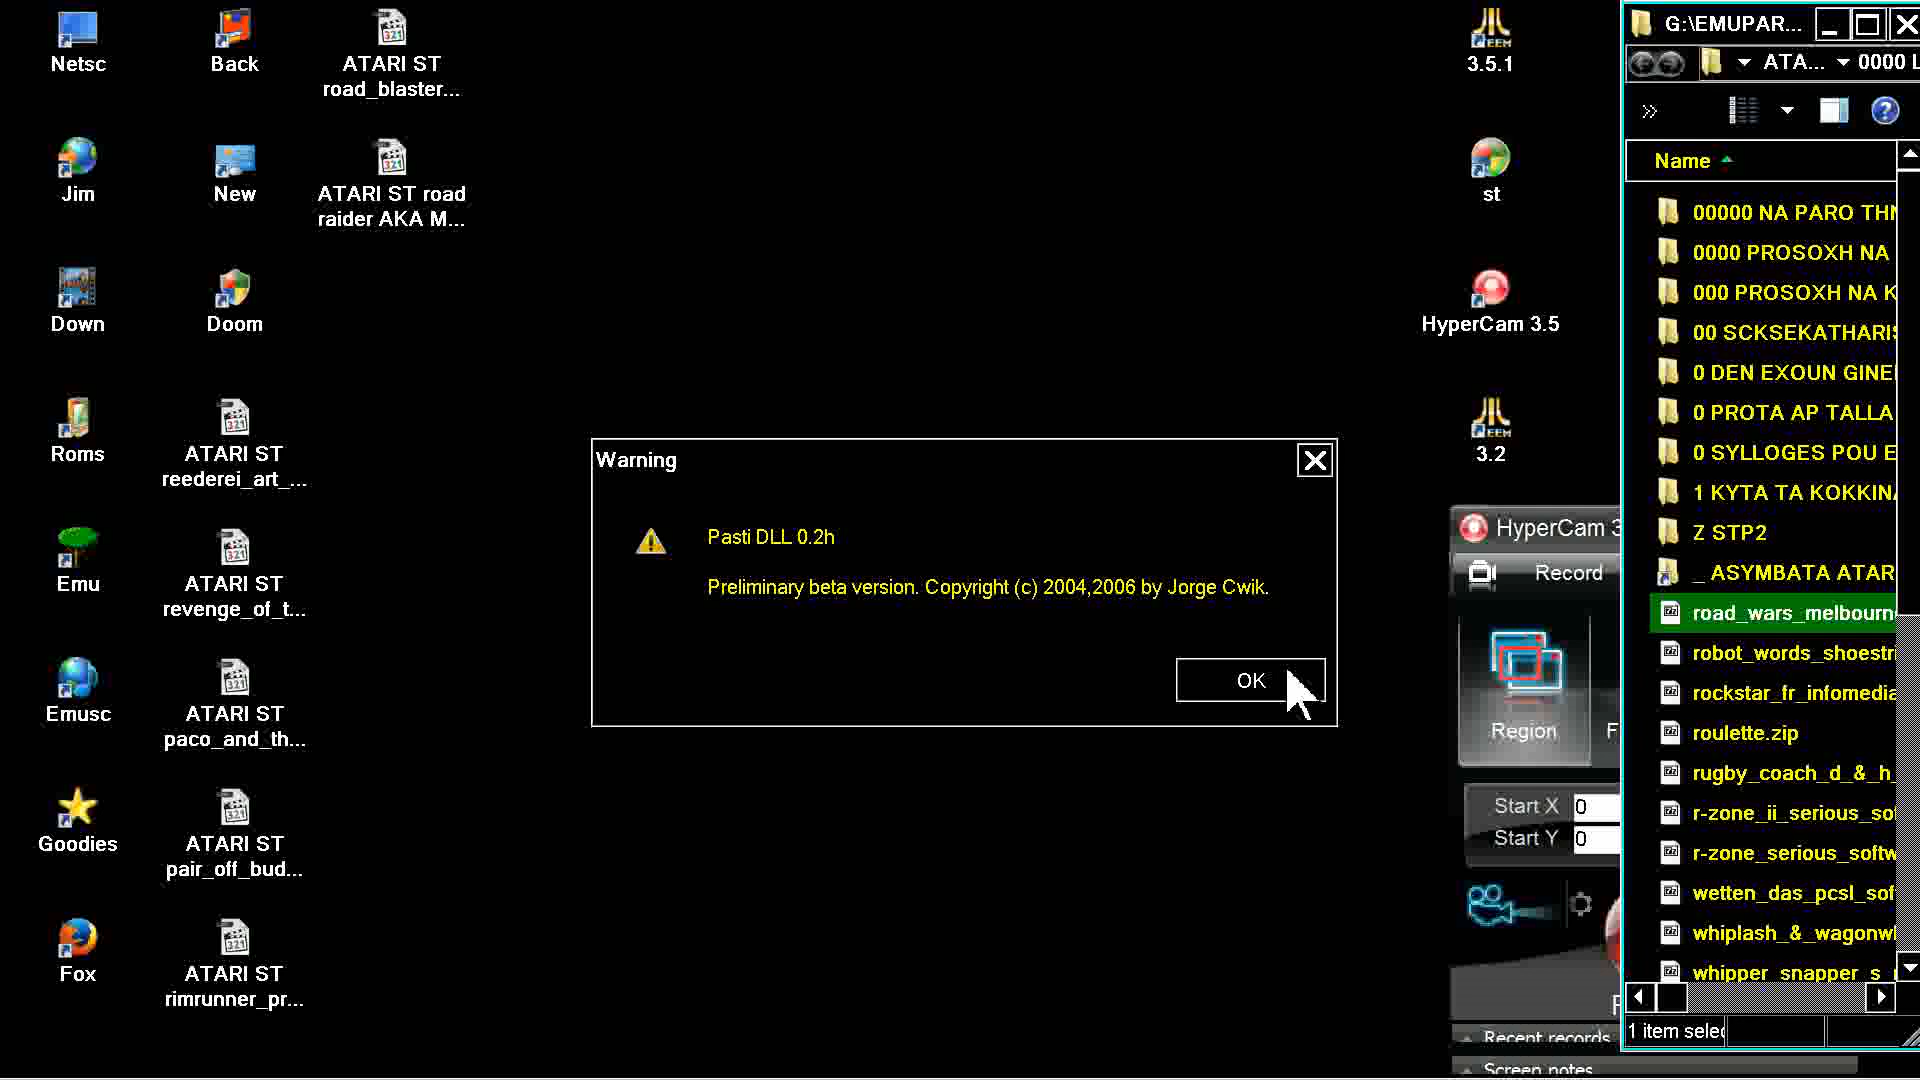 Netsc
Back
ATARI ST
road_blaster...
Jim
New
ATARI ST road
raider AKA M...
Down
Doom
Roms
ATARI ST
reederei_art_...
Emu
ATARI ST
revenge_of_t...
Emusc
ATARI ST
paco_and_th...
Goodies
ATARI ST
pair_off_bud...
Fox
ATARI ST
rimrunner_pr...
Warning
Pasti DLL 0.2h
Preliminary beta version. Copyright (c) 2004,2006 by Jorge Cwik.
OK
3.5.1
st
HyperCam 3.5
3.2
HyperCam 3
Record
Region
F
Start X 0
Start Y 0
Recent records
Screen notes
G:\EMUPAR...
ATA... 0000 L
Name
00000 NA PARO THN
0000 PROSOXH NA
000 PROSOXH NA K
00 SCKSEKATHARIS
0 DEN EXOUN GINE
0 PROTA AP TALLA
0 SYLLOGES POU E
1 KYTA TA KOKKINA
Z STP2
_ ASYMBATA ATAR
road_wars_melbourn
robot_words_shoestr
rockstar_fr_infomedia
roulette.zip
rugby_coach_d_&_h_
r-zone_ii_serious_so
r-zone_serious_softw
wetten_das_pcsl_sof
whiplash_&_wagonw
whipper_snapper_s_
1 item selec